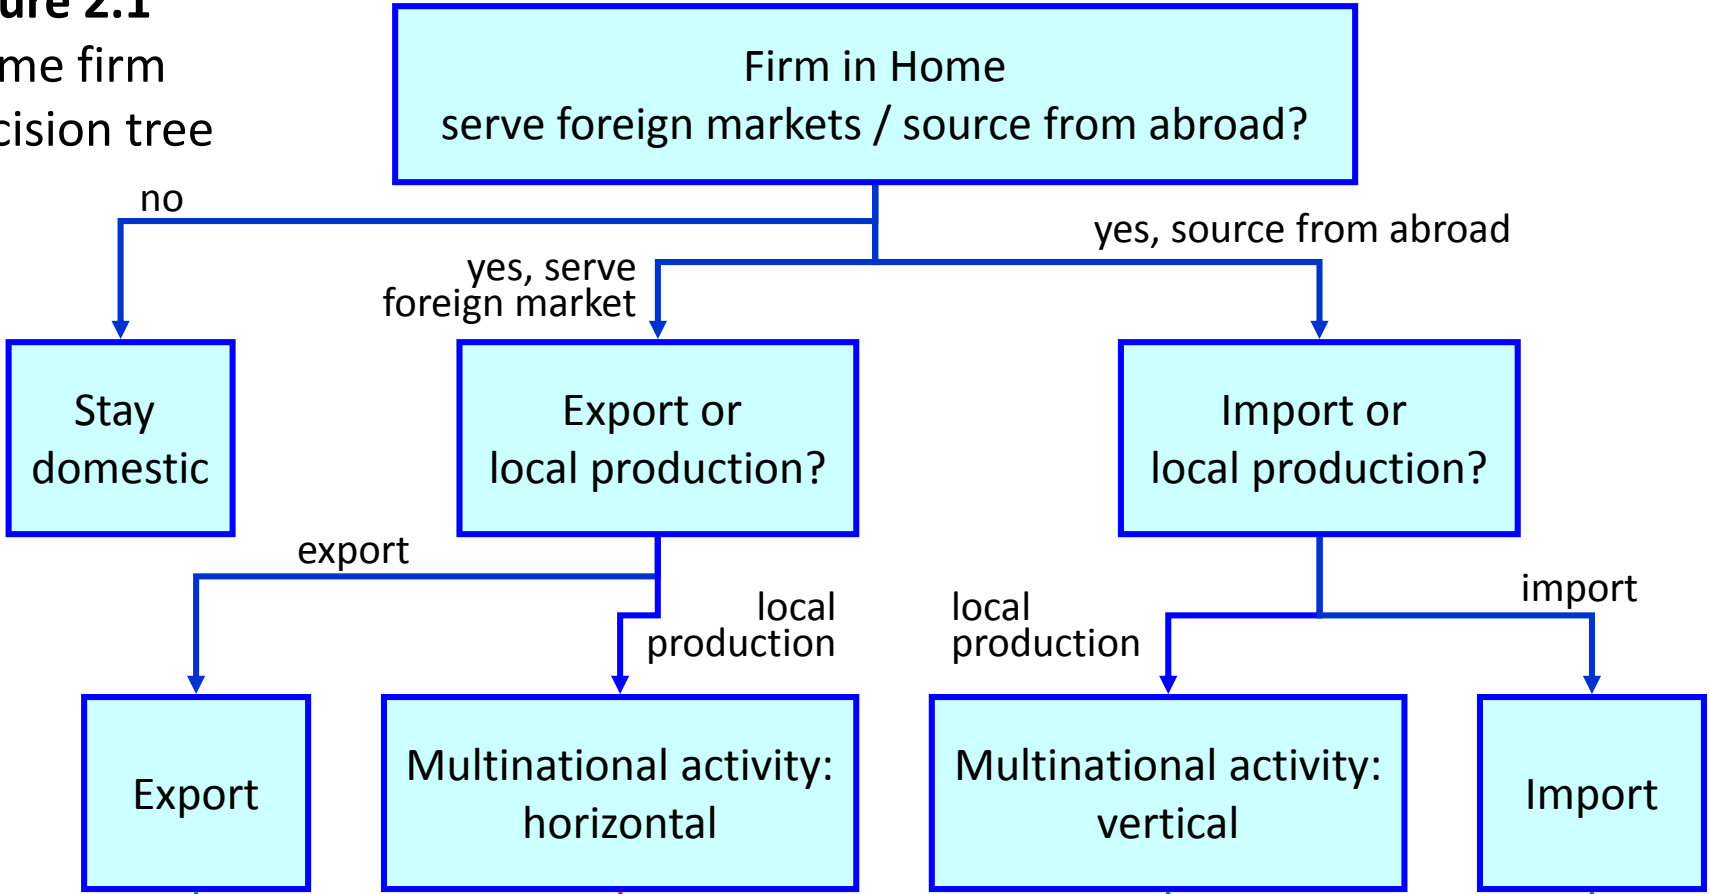 2.1
firm
tree
Firm in Home
serve foreign markets / source from abroad?
no
yes, source from abroad
yes, serve
foreign market
Stay
domestic
Export or
local production?
Import or
local production?
export
local
production
local
production
import
Export
Multinational activity:
horizontal
Multinational activity:
vertical
Import